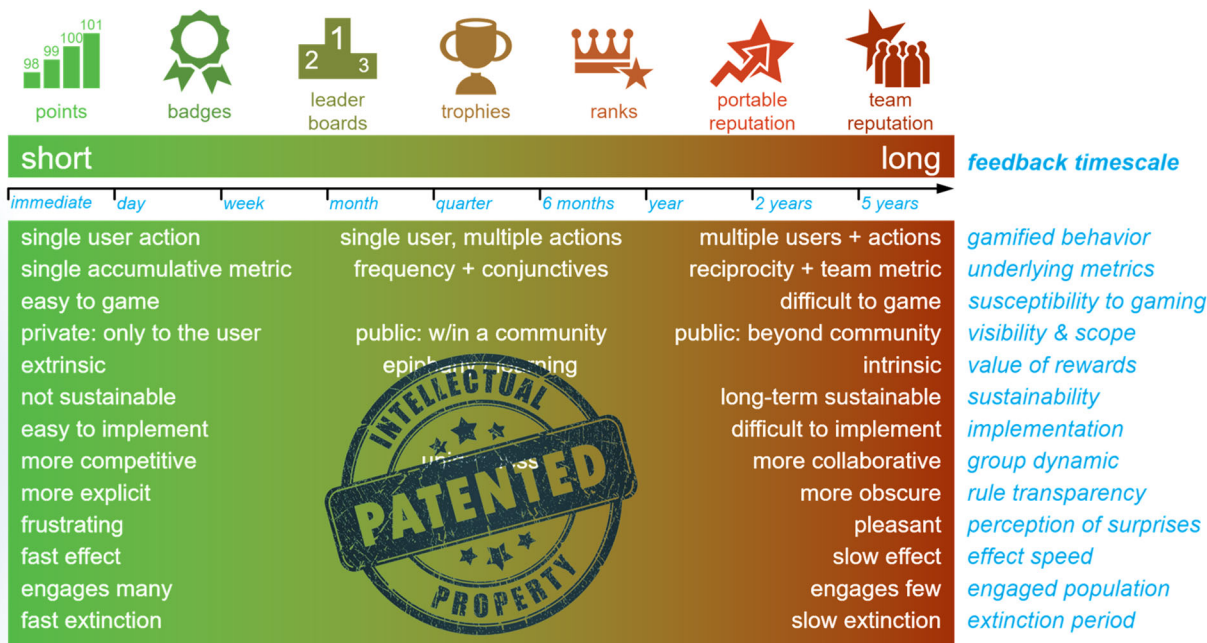 98 99 100 101
1 2 3
points
badges
leader
boards
trophies
ranks
portable
reputation
team
reputation
short long feedback timescale
immediate day week month quarter 6 months year 2 years 5 years
single user action single user, multiple actions multiple users + actions gamified behavior
single accumulative metric frequency + conjunctives reciprocity + team metric underlying metrics
easy to game difficult to game susceptibility to gaming
private: only to the user public: w/in a community public: beyond community visibility & scope
extrinsic intrinsic value of rewards
not sustainable long-term sustainable sustainability
easy to implement difficult to implement implementation
more competitive more collaborative group dynamic
more explicit more obscure rule transparency
frustrating pleasant perception of surprises
fast effect slow effect effect speed
engages many engages few engaged population
fast extinction slow extinction extinction period
INTELLECTUAL
PATENTED
PROPERTY